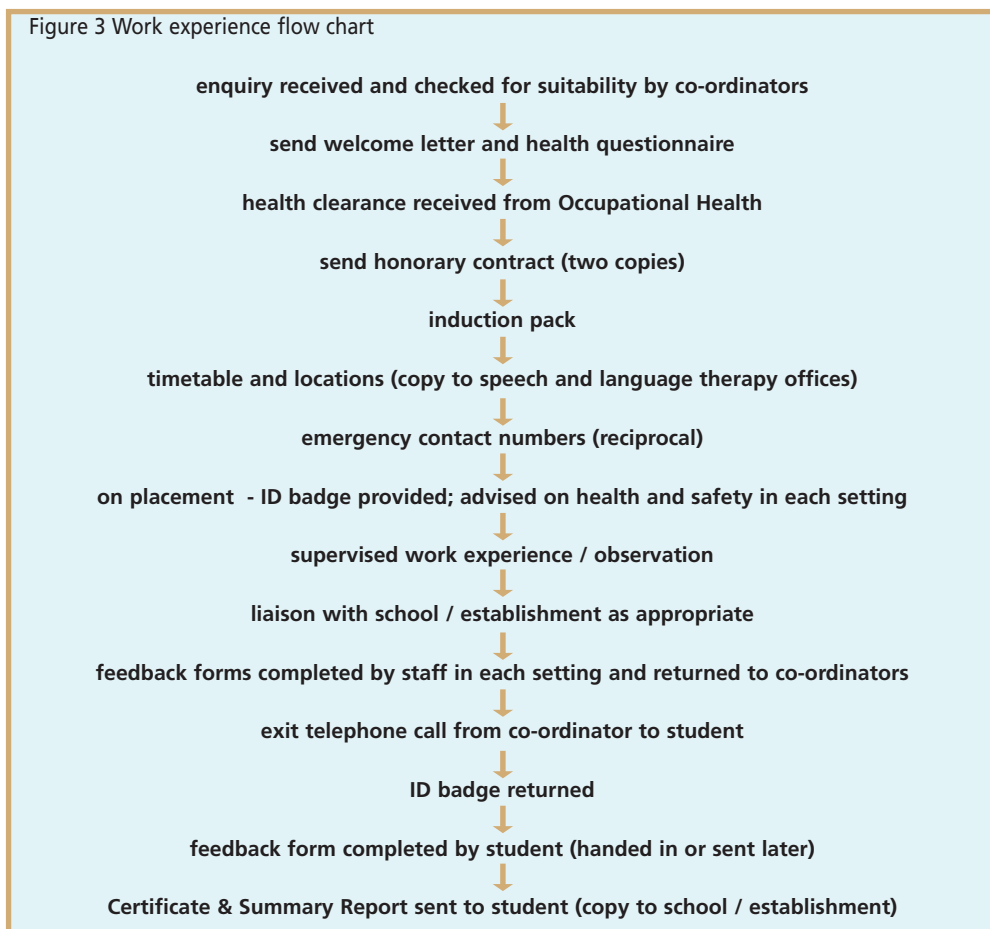 Figure 3 Work experience flow chart
enquiry received and checked for suitability by co-ordinators
send welcome letter and health questionnaire
health clearance received from Occupational Health
send honorary contract (two copies)
induction pack
timetable and locations (copy to speech and language therapy offices)
emergency contact numbers (reciprocal)
on placement  - ID badge provided; advised on health and safety in each setting
supervised work experience / observation
liaison with school / establishment as appropriate
feedback forms completed by staff in each setting and returned to co-ordinators
exit telephone call from co-ordinator to student
ID badge returned
feedback form completed by student (handed in or sent later)
Certificate & Summary Report sent to student (copy to school / establishment)